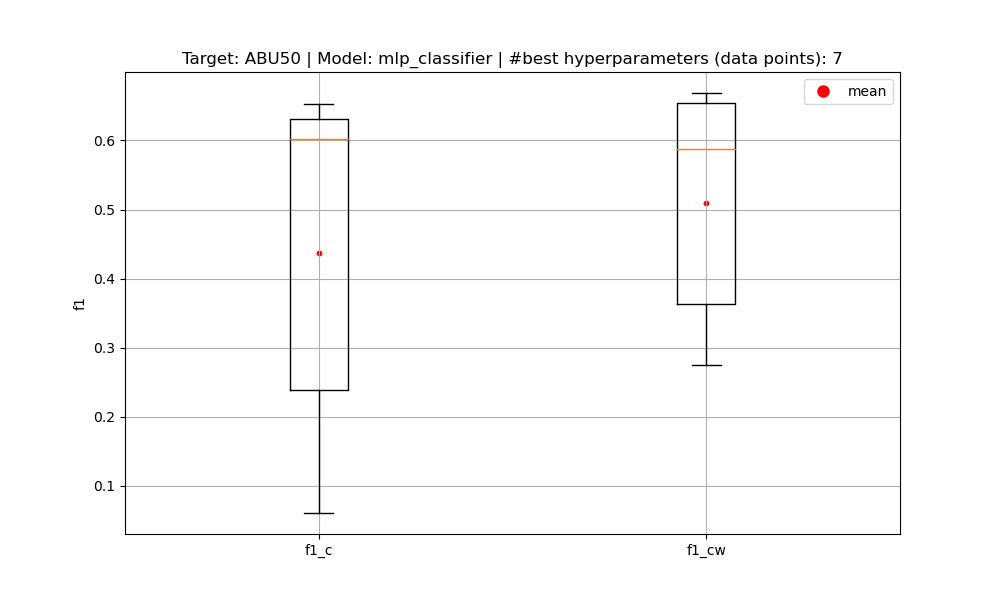 Target: ABU50 | Model: mlp_classifier | #best hyperparameters (data points): 7
mean
f1
0.6
0.5
0.4
0.3
0.2
0.1
f1_c
f1_cw